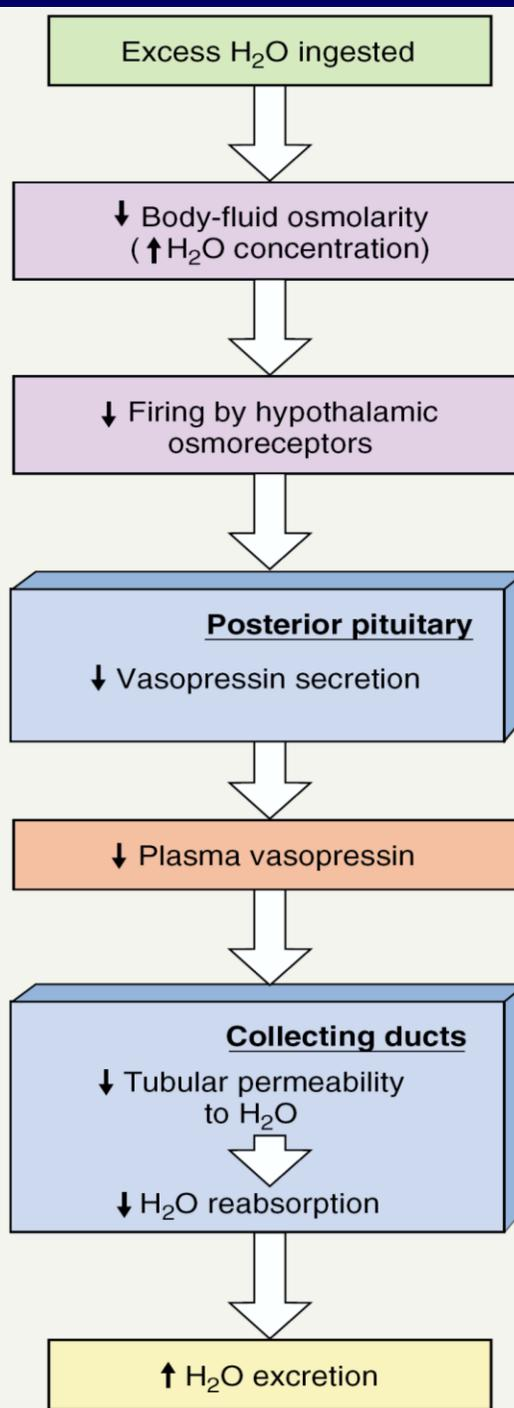 Excess H₂O ingested
↓ Body-fluid osmolarity
(↑H₂O concentration)
↓ Firing by hypothalamic
osmoreceptors
Posterior pituitary
↓ Vasopressin secretion
↓ Plasma vasopressin
Collecting ducts
↓ Tubular permeability
to H₂O
↓ H₂O reabsorption
↑ H₂O excretion